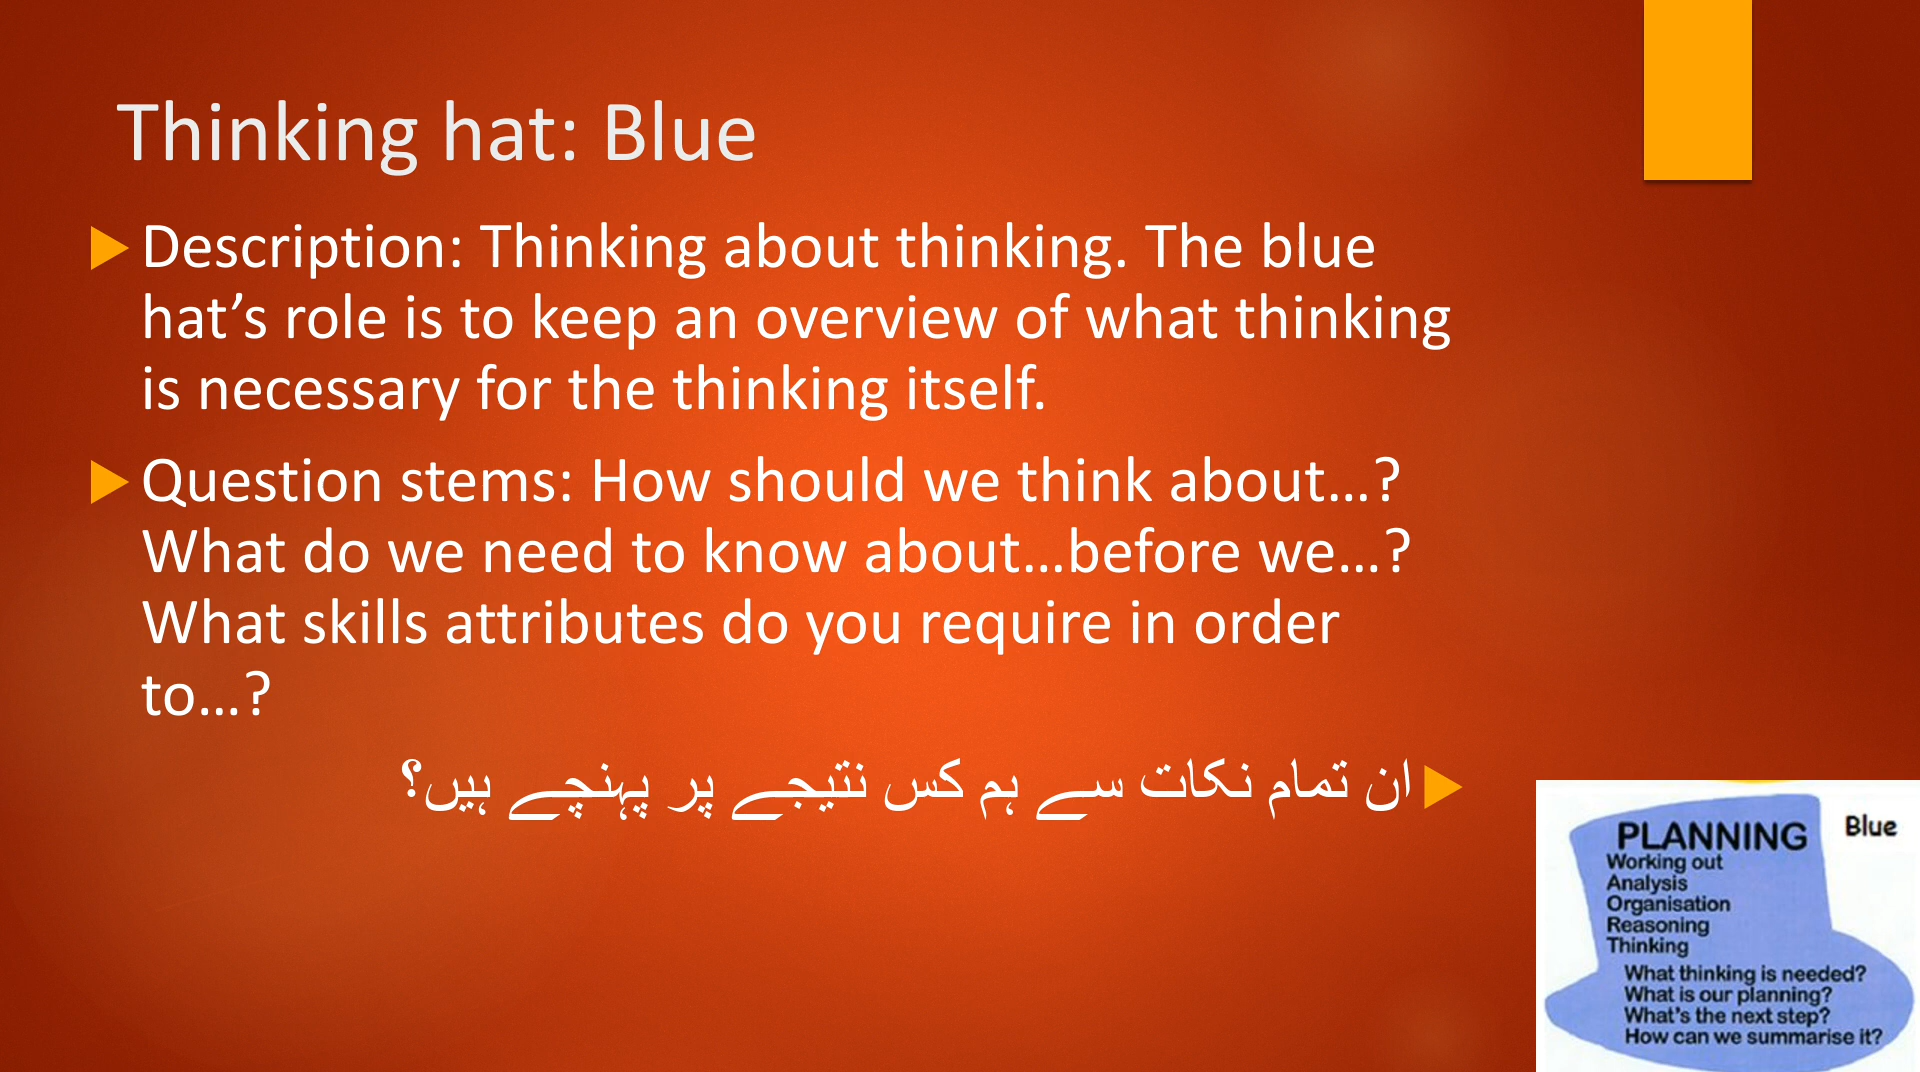 Thinking hat: Blue
Description: Thinking about thinking. The blue
hat’s role is to keep an overview of what thinking
is necessary for the thinking itself.
Question stems: How should we think about…?
What do we need to know about…before we…?
What skills attributes do you require in order
to…?
ان تمام نکات سے ہم کس نتیجے پر پہنچے ہیں؟
Blue
PLANNING
Working out
Analysis
Organisation
Reasoning
Thinking
What thinking is needed?
What is our planning?
What's the next step?
How can we summarise it?